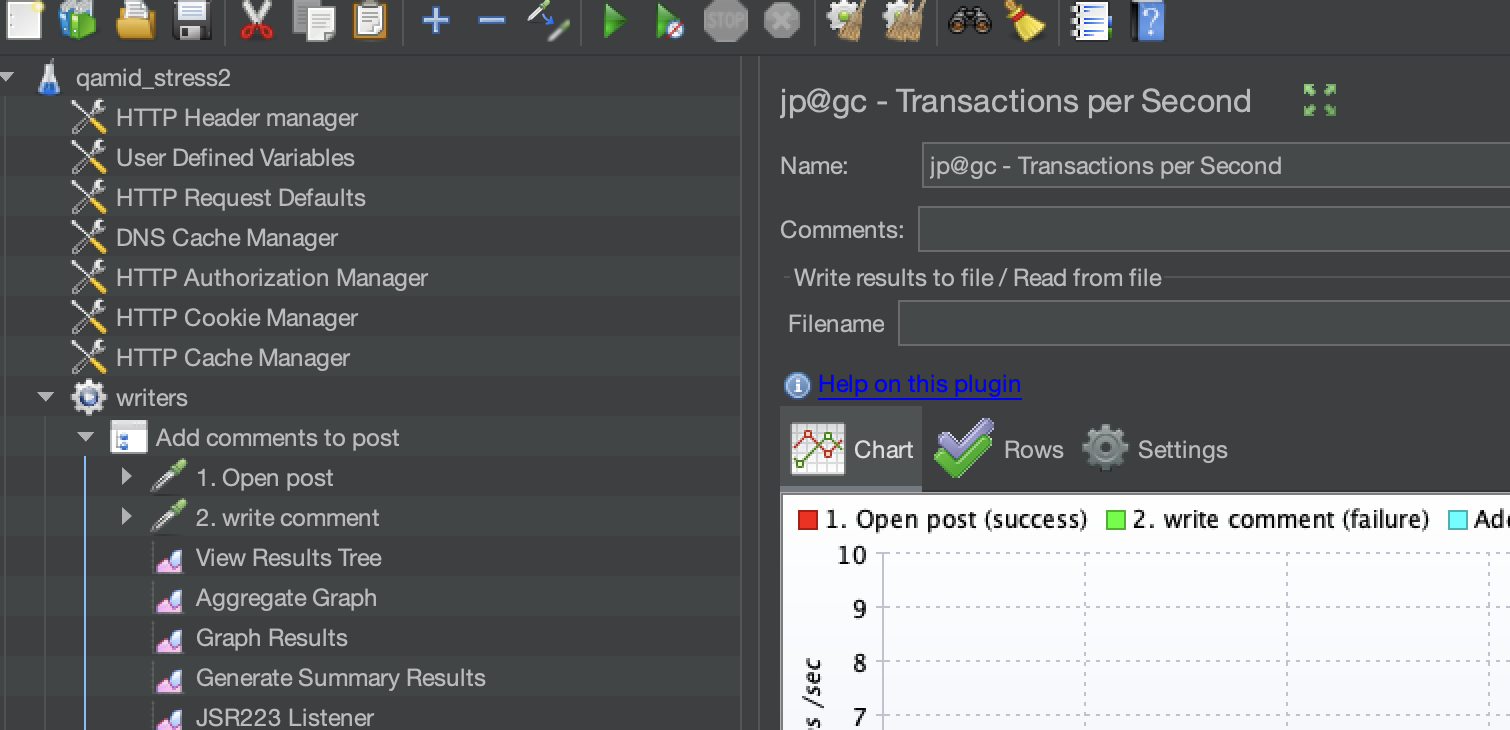 STOP
?
qamid_stress2
HTTP Header manager
User Defined Variables
HTTP Request Defaults
DNS Cache Manager
HTTP Authorization Manager
HTTP Cookie Manager
HTTP Cache Manager
writers
Add comments to post
1. Open post
2. write comment
View Results Tree
Aggregate Graph
Graph Results
Generate Summary Results
JSR223 Listener
jp@gc - Transactions per Second
Name: jp@gc - Transactions per Second
Comments:
Write results to file / Read from file
Filename
Help on this plugin
Chart Rows Settings
1. Open post (success) 2. write comment (failure)
10
9
8
7
/sec